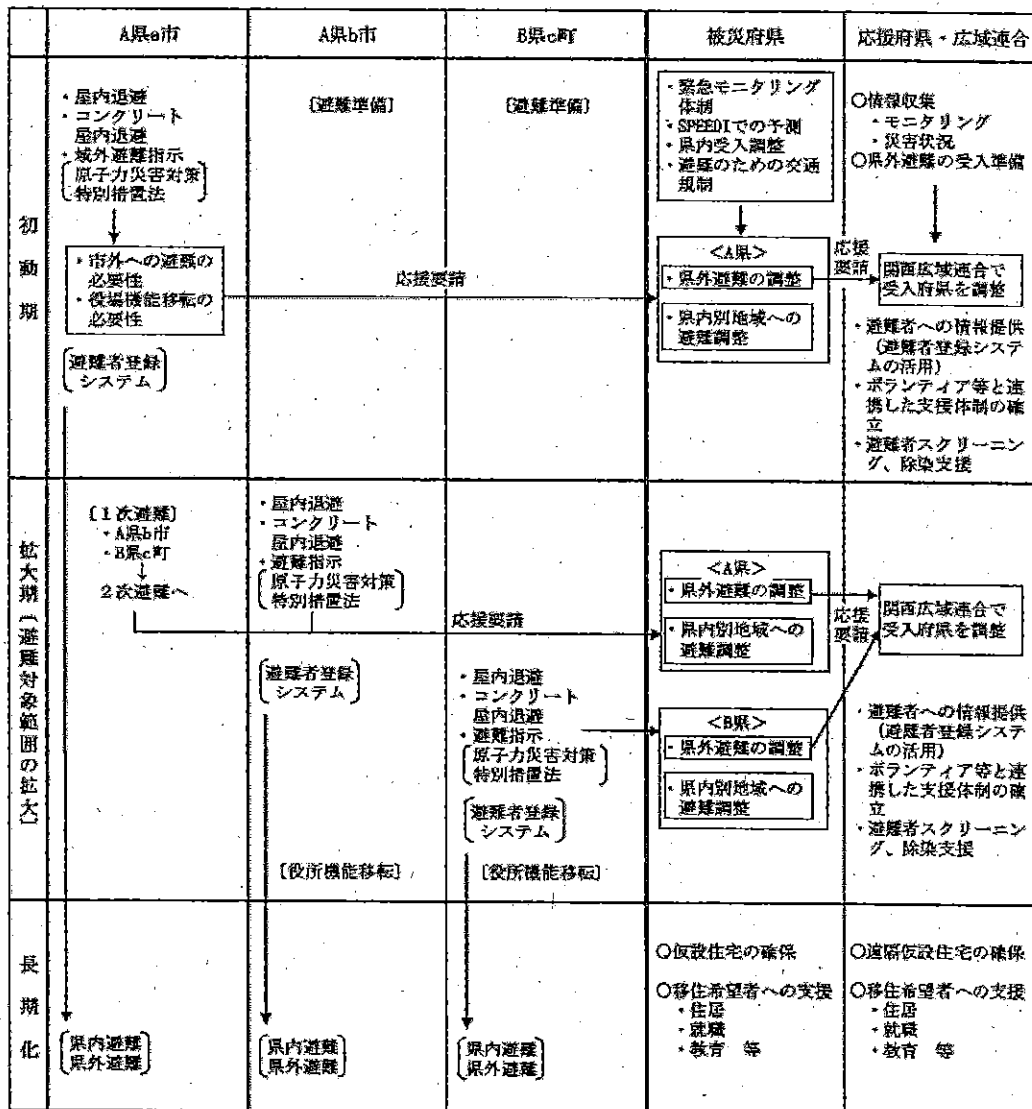 A県a市
A県b市
B県c町
被災府県
応援府県・広域連合
初動期
・屋内退避
・コンクリート
屋内退避
・域外避難指示
原子力災害対策
特別措置法
・市外への避難の
必要性
・役場機能移転の
必要性
避難者登録
システム
[避難準備]
[避難準備]
応援要請
・緊急モニタリング
体制
・SPEEDIでの予測
・県内受入調整
・避難のための交通
規制
<A県>
・県外避難の調整
・県内別地域への
避難調整
応援
要請
○情報収集
・モニタリング
・災害状況
○県外避難の受入準備
関西広域連合で
受入府県を調整
・避難者への情報提供
(避難者登録システ
ムの活用)
・ボランティア等と連
携した支援体制の確
立
・避難者スクリーニン
グ、除染支援
拡大期(避難対象範囲の拡大)
[1次避難]
・A県b市
・B県c町
2次避難へ
・屋内退避
・コンクリート
屋内退避
・避難指示
原子力災害対策
特別措置法
応援要請
避難者登録
システム
[役所機能移転]
・屋内退避
・コンクリート
屋内退避
・避難指示
原子力災害対策
特別措置法
避難者登録
システム
[役所機能移転]
<A県>
・県外避難の調整
・県内別地域への
避難調整
応援
要請
<B県>
・県外避難の調整
・県内別地域への
避難調整
関西広域連合で
受入府県を調整
・避難者への情報提供
(避難者登録システ
ムの活用)
・ボランティア等と連
携した支援体制の確
立
・避難者スクリーニン
グ、除染支援
長期化
県内避難
県外避難
県内避難
県外避難
県内避難
県外避難
○仮設住宅の確保
○移住希望者への支援
・住居
・就職
・教育 等
○遠隔仮設住宅の確保
○移住希望者への支援
・住居
・就職
・教育 等